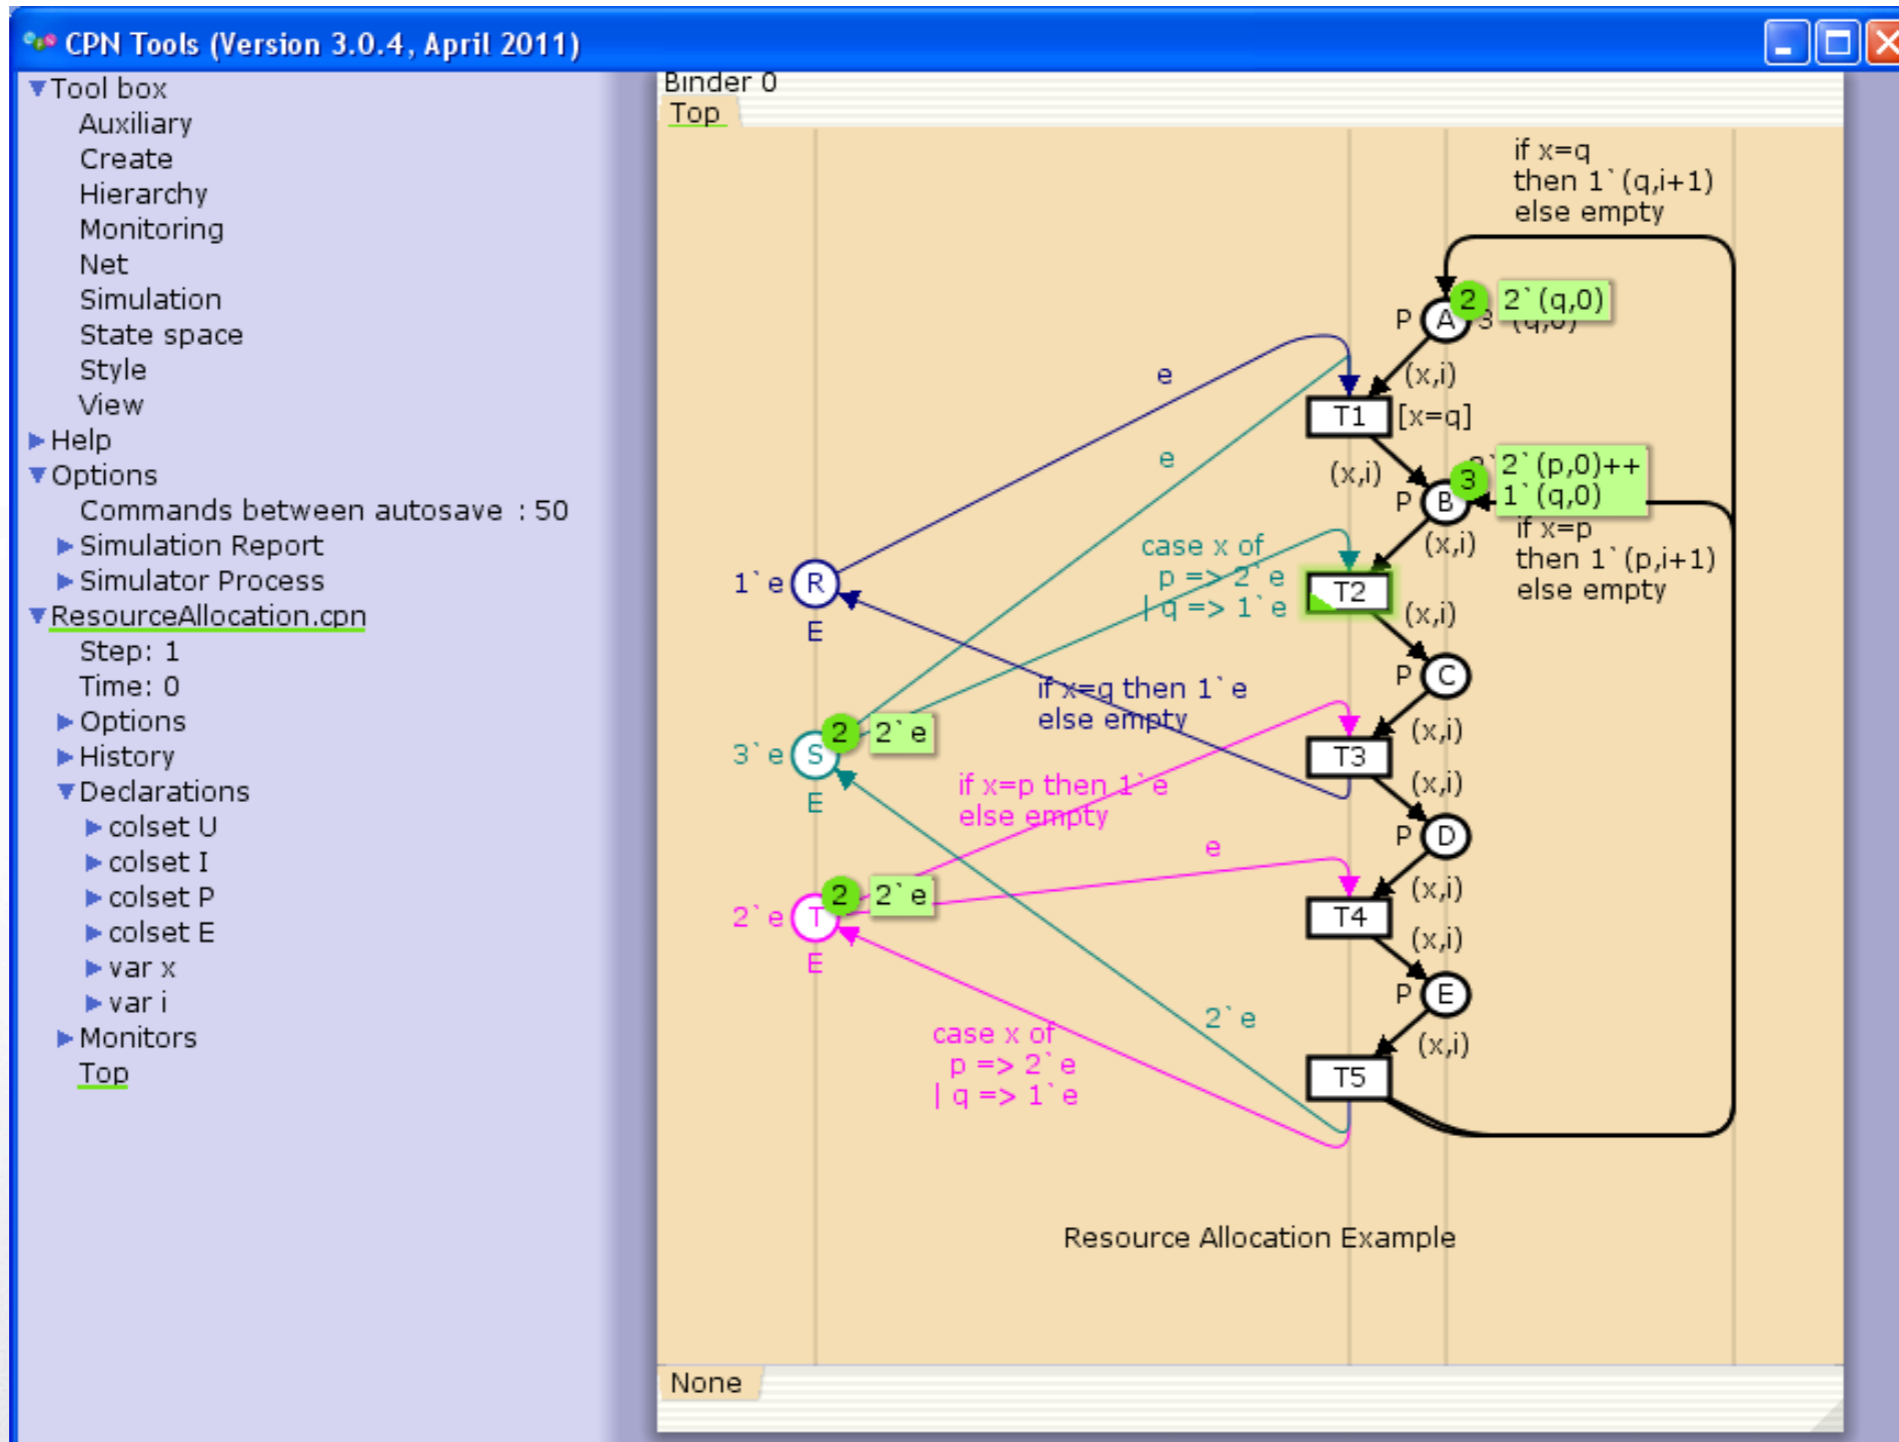 CPN Tools (Version 3.0.4, April 2011)
Tool box
Auxiliary
Create
Hierarchy
Monitoring
Net
Simulation
State space
Style
View
Help
Options
Commands between autosave : 50
Simulation Report
Simulator Process
ResourceAllocation.cpn
Step: 1
Time: 0
Options
History
Declarations
colset U
colset I
colset P
colset E
var x
var i
Monitors
Top
Binder 0
Top
if x=q
then 1`(q,i+1)
else empty
2
2`(q,0)
P
A
3`(q,0)
e
(x,i)
T1
[x=q]
e
(x,i)
2`(p,0)++
1`(q,0)
3
P
B
if x=p
then 1`(p,i+1)
else empty
(x,i)
case x of
p => 2`e
| q => 1`e
1`e
R
E
T2
(x,i)
P
C
if x=q then 1`e
else empty
(x,i)
2
2`e
3`e
S
E
T3
(x,i)
if x=p then 1`e
else empty
P
D
e
(x,i)
2
2`e
2`e
T
E
T4
(x,i)
P
E
2`e
(x,i)
case x of
p => 2`e
| q => 1`e
T5
Resource Allocation Example
None